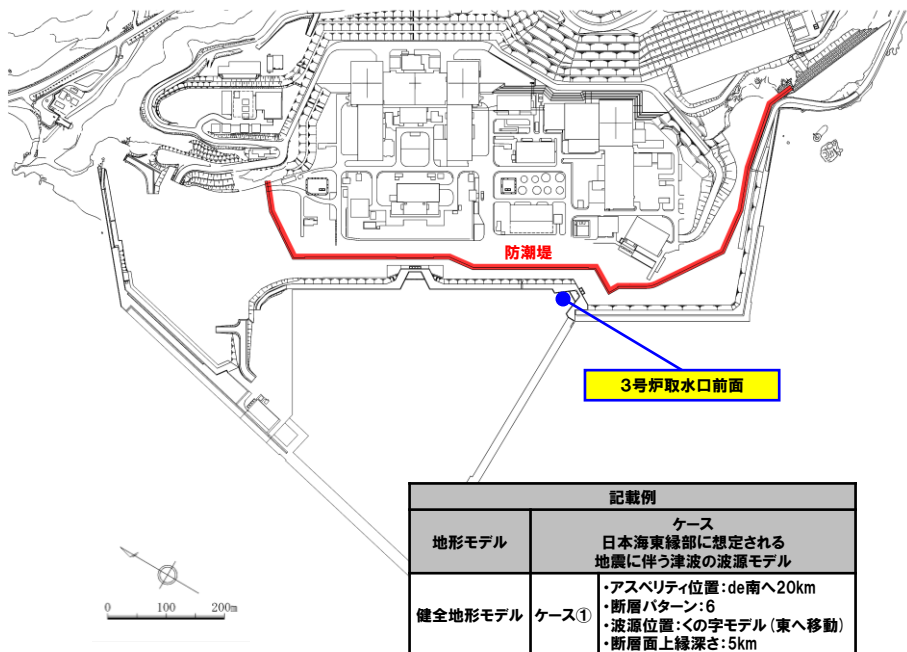 防潮堤
3号炉取水口前面
0 100 200m
記載例
地形モデル
ケース
日本海東縁部に想定される
地震に伴う津波の波源モデル
健全地形モデル
ケース①
・アスペリティ位置:de南へ20km
・断層パターン:6
・波源位置:くの字モデル(東へ移動)
・断層面上縁深さ:5km